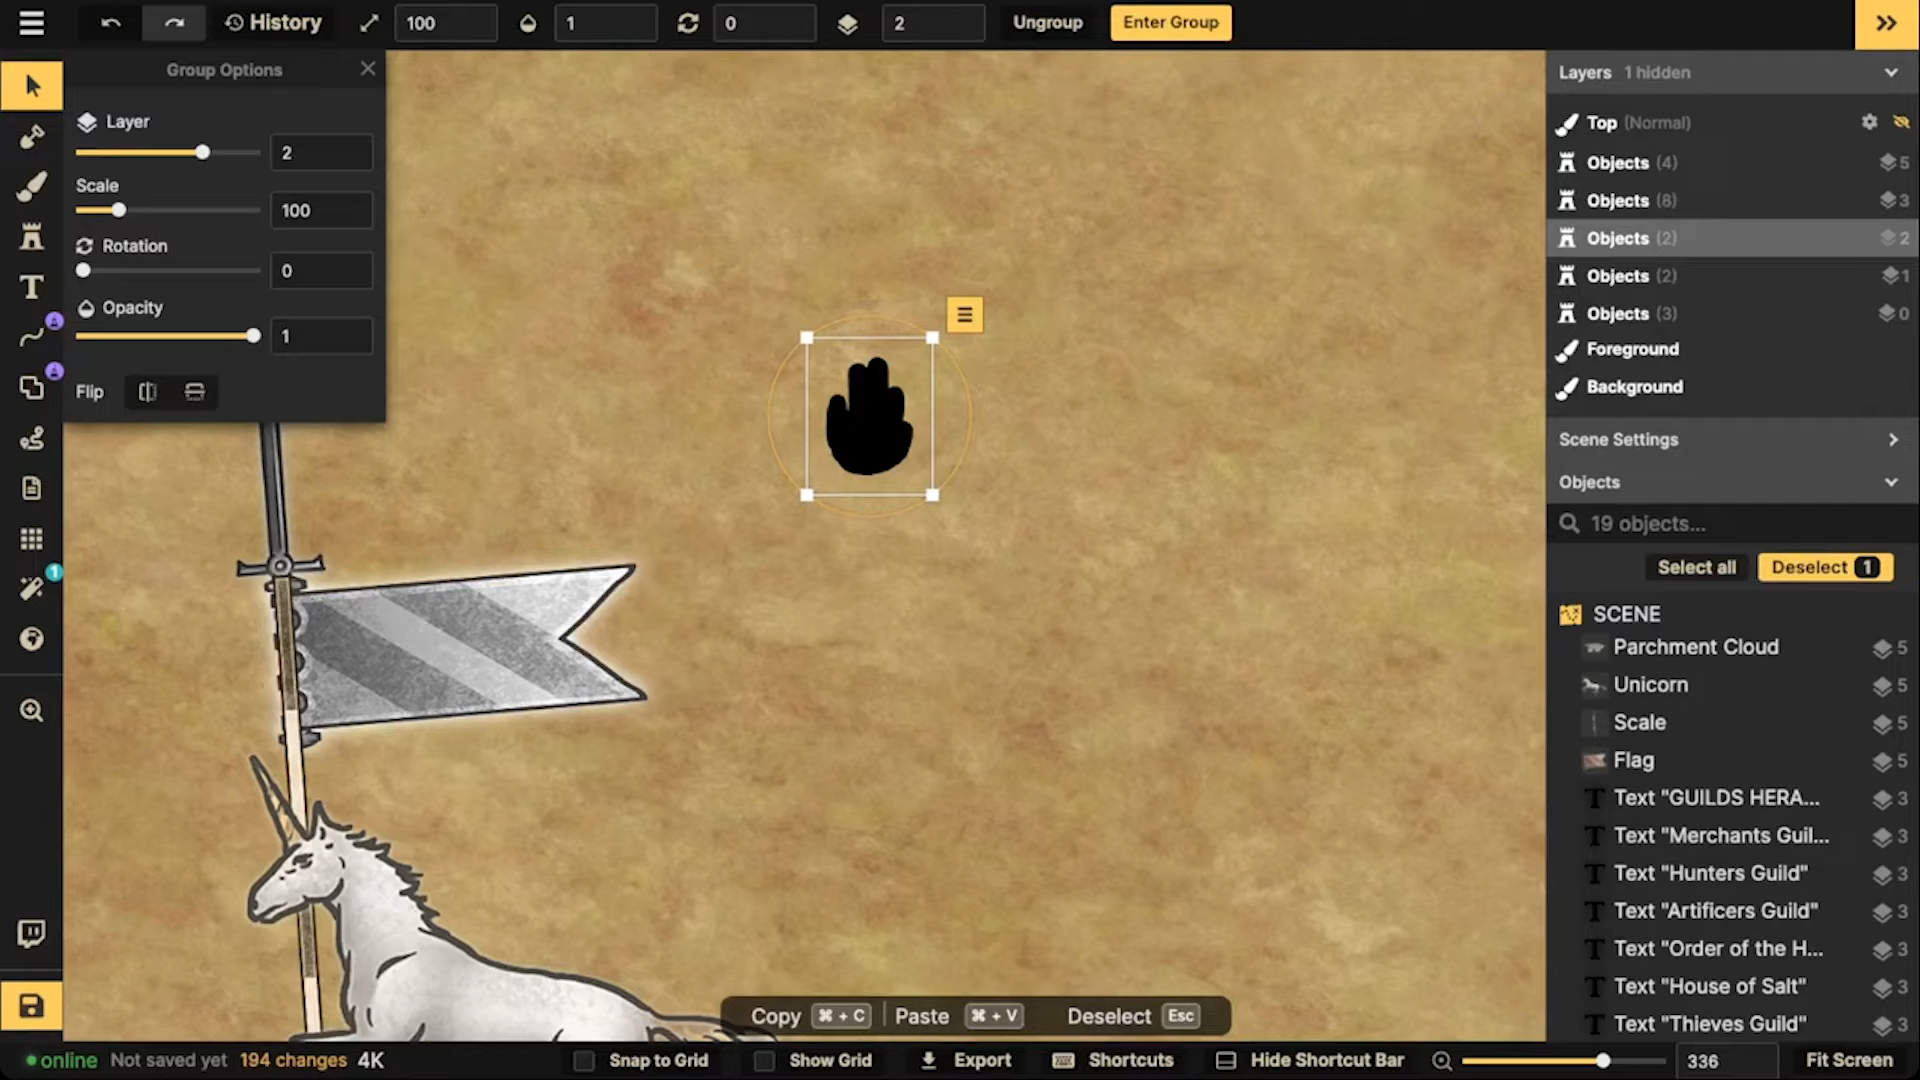 History 100 1 0 2 Ungroup Enter Group
Group Options
Layer
2
Scale
100
Rotation
0
Opacity
1
Flip
Layers 1 hidden
Top (Normal)
Objects (4) 5
Objects (8) 3
Objects (2) 2
Objects (2) 1
Objects (3) 0
Foreground
Background
Scene Settings
Objects
19 objects...
Select all Deselect 1
SCENE
Parchment Cloud 5
Unicorn 5
Scale 5
Flag 5
T Text "GUILDS HERA... 3
T Text "Merchants Guil... 3
T Text "Hunters Guild" 3
T Text "Artificers Guild" 3
T Text "Order of the H... 3
T Text "House of Salt" 3
T Text "Thieves Guild" 3
T
1
Copy ⌘ + C Paste ⌘ + V Deselect Esc
online Not saved yet 194 changes 4K Snap to Grid Show Grid Export Shortcuts Hide Shortcut Bar 336 Fit Screen